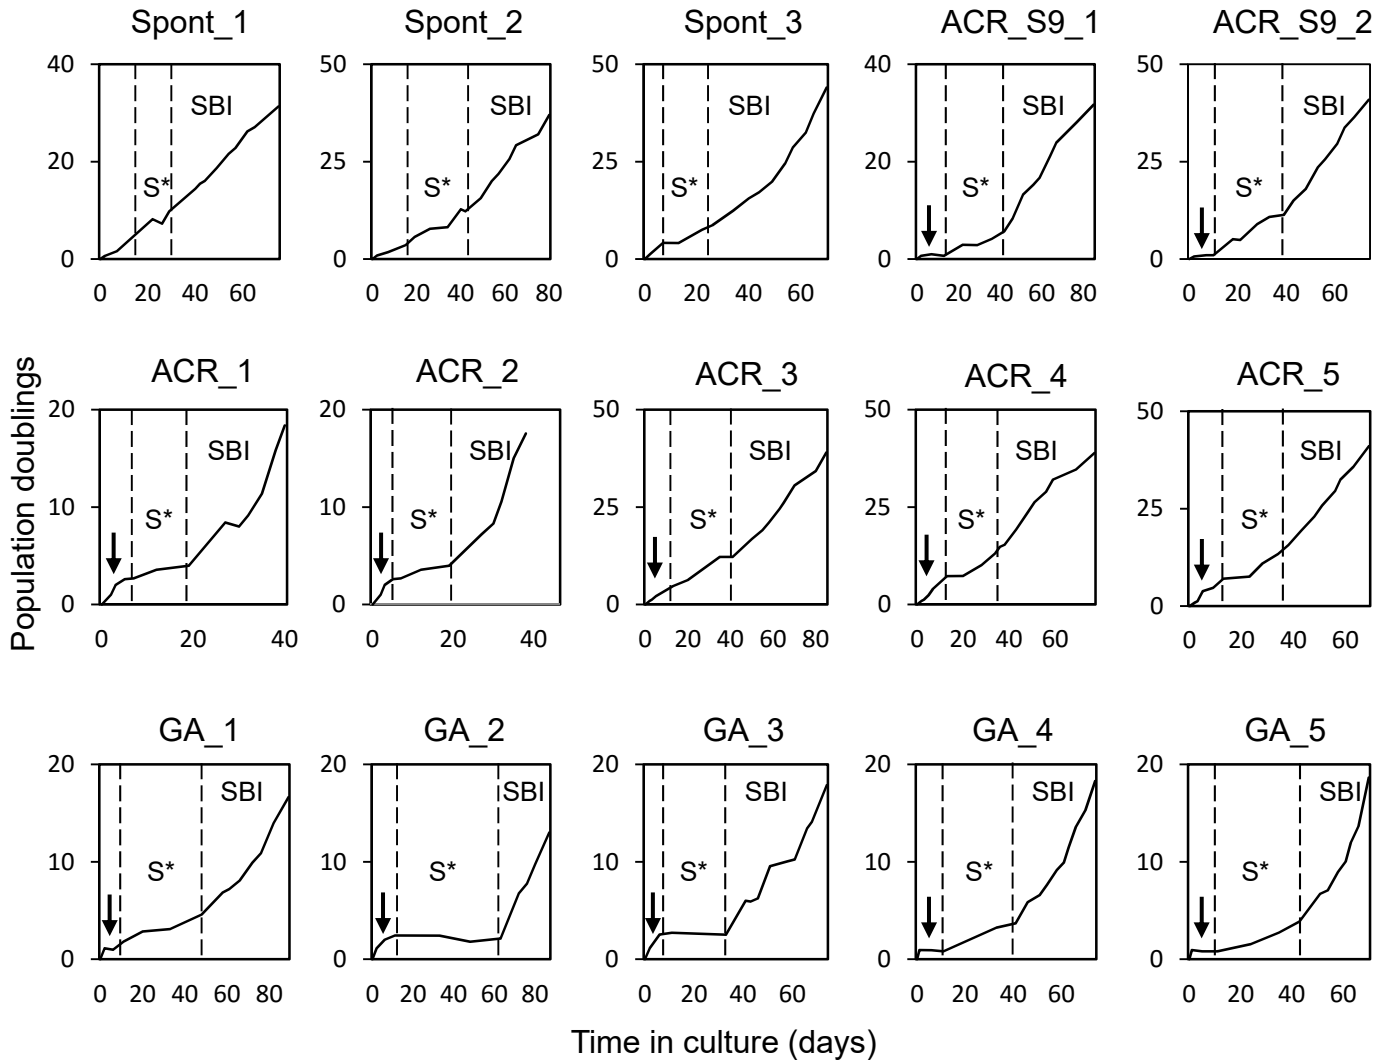 Spont_1 Spont_2 Spont_3 ACR_S9_1 ACR_S9_2
40 50 50 40 50
SBI SBI SBI SBI SBI
20 25 25 20 25
S* S* S* S* S*
0 0 0 0 0
0 20 40 60 0 20 40 60 80 0 20 40 60 0 20 40 60 80 0 20 40 60
Population doublings
ACR_1 ACR_2 ACR_3 ACR_4 ACR_5
20 20 50 50 50
SBI SBI SBI SBI SBI
10 10 25 25 25
S* S* S* S* S*
0 0 0 0 0
0 20 40 0 20 40 0 20 40 60 80 0 20 40 60 0 20 40 60
GA_1 GA_2 GA_3 GA_4 GA_5
20 20 20 20 20
SBI SBI SBI SBI SBI
10 10 10 10 10
S* S* S* S* S*
0 0 0 0 0
0 20 40 60 80 0 20 40 60 80 0 20 40 60 0 20 40 60 0 20 40 60
Time in culture (days)